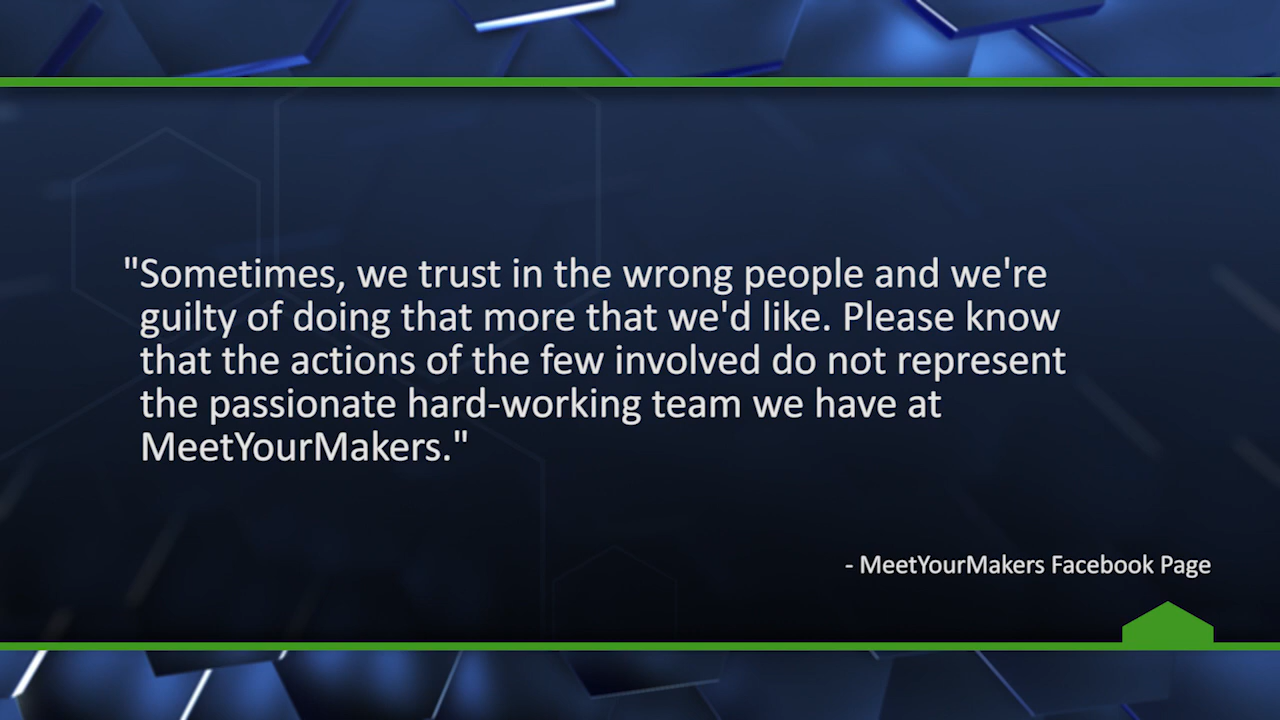 "Sometimes, we trust in the wrong people and we're
guilty of doing that more that we'd like. Please know
that the actions of the few involved do not represent
the passionate hard-working team we have at
MeetYourMakers."
- MeetYourMakers Facebook Page